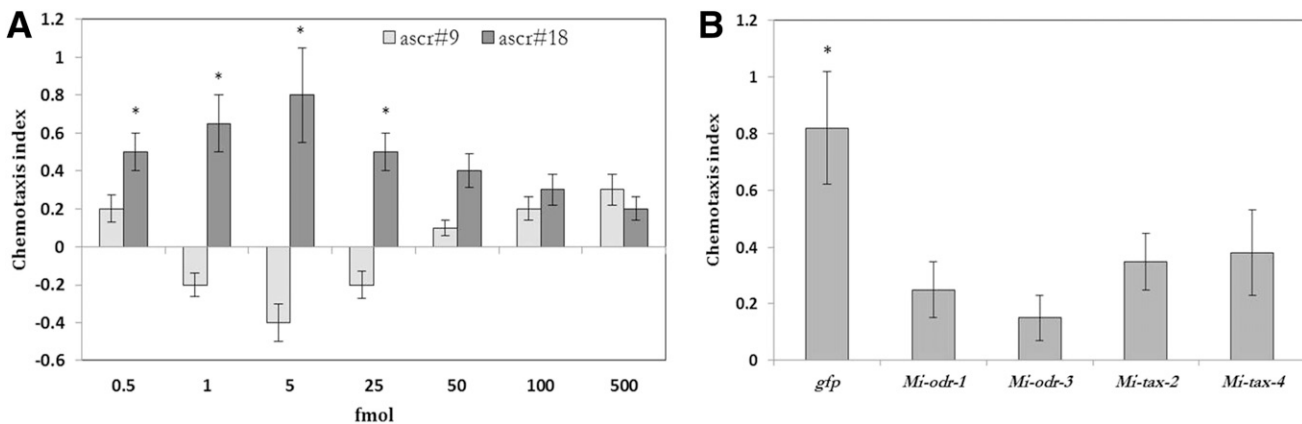 A
Chemotaxis index
1.2
1
0.8
0.6
0.4
0.2
0
-0.2
-0.4
-0.6
ascr#9 ascr#18
*
*
*
*
0.5 1 5 25 50 100 500
fmol
B
Chemotaxis index
1.2
1
0.8
0.6
0.4
0.2
0
*
gfp Mi-odr-1 Mi-odr-3 Mi-tax-2 Mi-tax-4